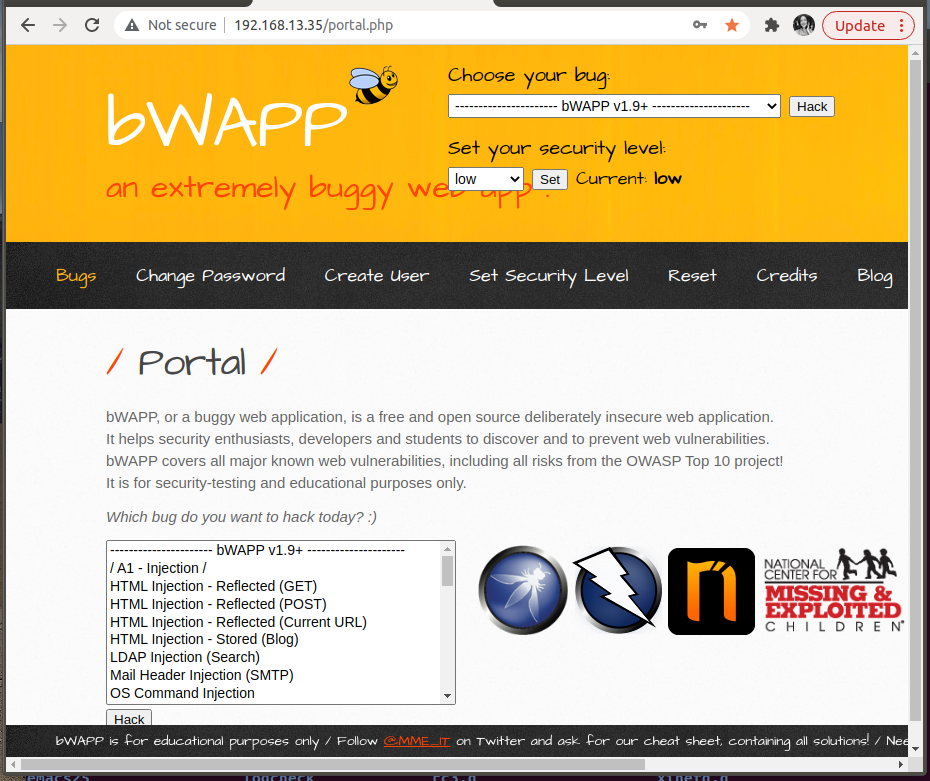 Not secure | 192.168.13.35/portal.php
Update
bWAPP
an extremely buggy web app !
Choose your bug:
---------------------- bWAPP v1.9+ ---------------------
Hack
Set your security level:
low
Set
Current: low
Bugs
Change Password
Create User
Set Security Level
Reset
Credits
Blog
/ Portal /
bWAPP, or a buggy web application, is a free and open source deliberately insecure web application.
It helps security enthusiasts, developers and students to discover and to prevent web vulnerabilities.
bWAPP covers all major known web vulnerabilities, including all risks from the OWASP Top 10 project!
It is for security-testing and educational purposes only.
Which bug do you want to hack today? :)
---------------------- bWAPP v1.9+ ---------------------
/ A1 - Injection /
HTML Injection - Reflected (GET)
HTML Injection - Reflected (POST)
HTML Injection - Reflected (Current URL)
HTML Injection - Stored (Blog)
LDAP Injection (Search)
Mail Header Injection (SMTP)
OS Command Injection
Hack
NATIONAL
CENTER FOR
MISSING &
EXPLOITED
CHILDREN®
bWAPP is for educational purposes only / Follow @MME_IT on Twitter and ask for our cheat sheet, containing all solutions! / Nee
emacs25
logcheck
rc3.d
xinetd.d